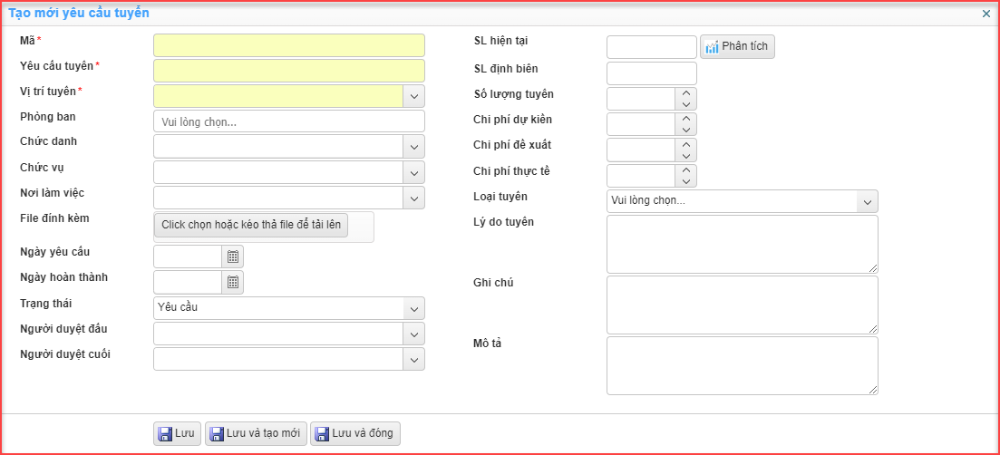 Tạo mới yêu cầu tuyển
Mã*
Yêu cầu tuyển*
Vị trí tuyển*
Phòng ban
Vui lòng chọn...
Chức danh
Chức vụ
Nơi làm việc
File đính kèm
Click chọn hoặc kéo thả file để tải lên
Ngày yêu cầu
Ngày hoàn thành
Trạng thái
Yêu cầu
Người duyệt đầu
Người duyệt cuối
SL hiện tại
Phân tích
SL định biên
Số lượng tuyển
Chi phí dự kiến
Chi phí đề xuất
Chi phí thực tế
Loại tuyển
Vui lòng chọn...
Lý do tuyển
Ghi chú
Mô tả
Lưu
Lưu và tạo mới
Lưu và đóng